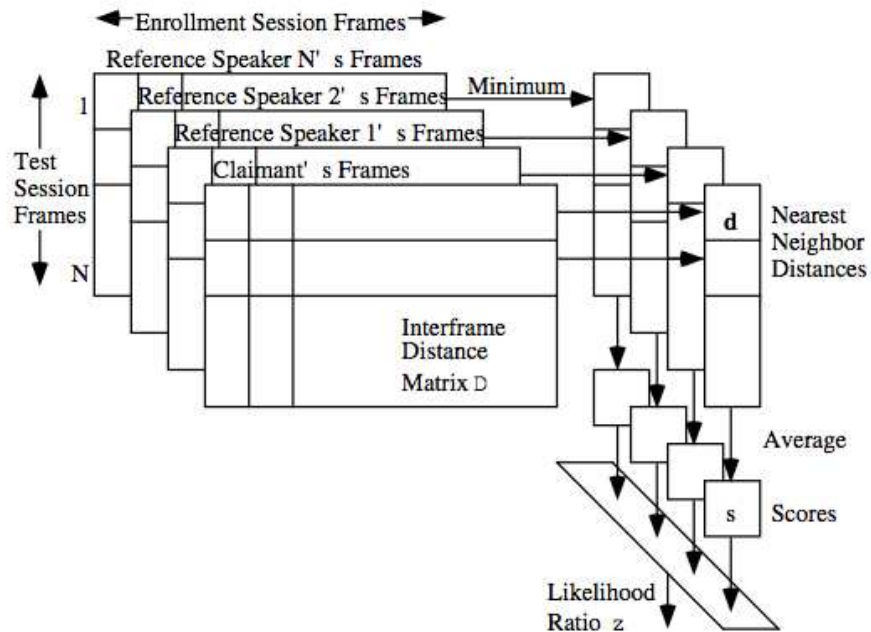 Enrollment Session Frames
Reference Speaker N' s Frames
1
Reference Speaker 2' s Frames
Minimum
Reference Speaker 1' s Frames
Test
Session
Frames
Claimant' s Frames
N
d
Nearest
Neighbor
Distances
Interframe
Distance
Matrix D
Average
s
Scores
Likelihood
Ratio z